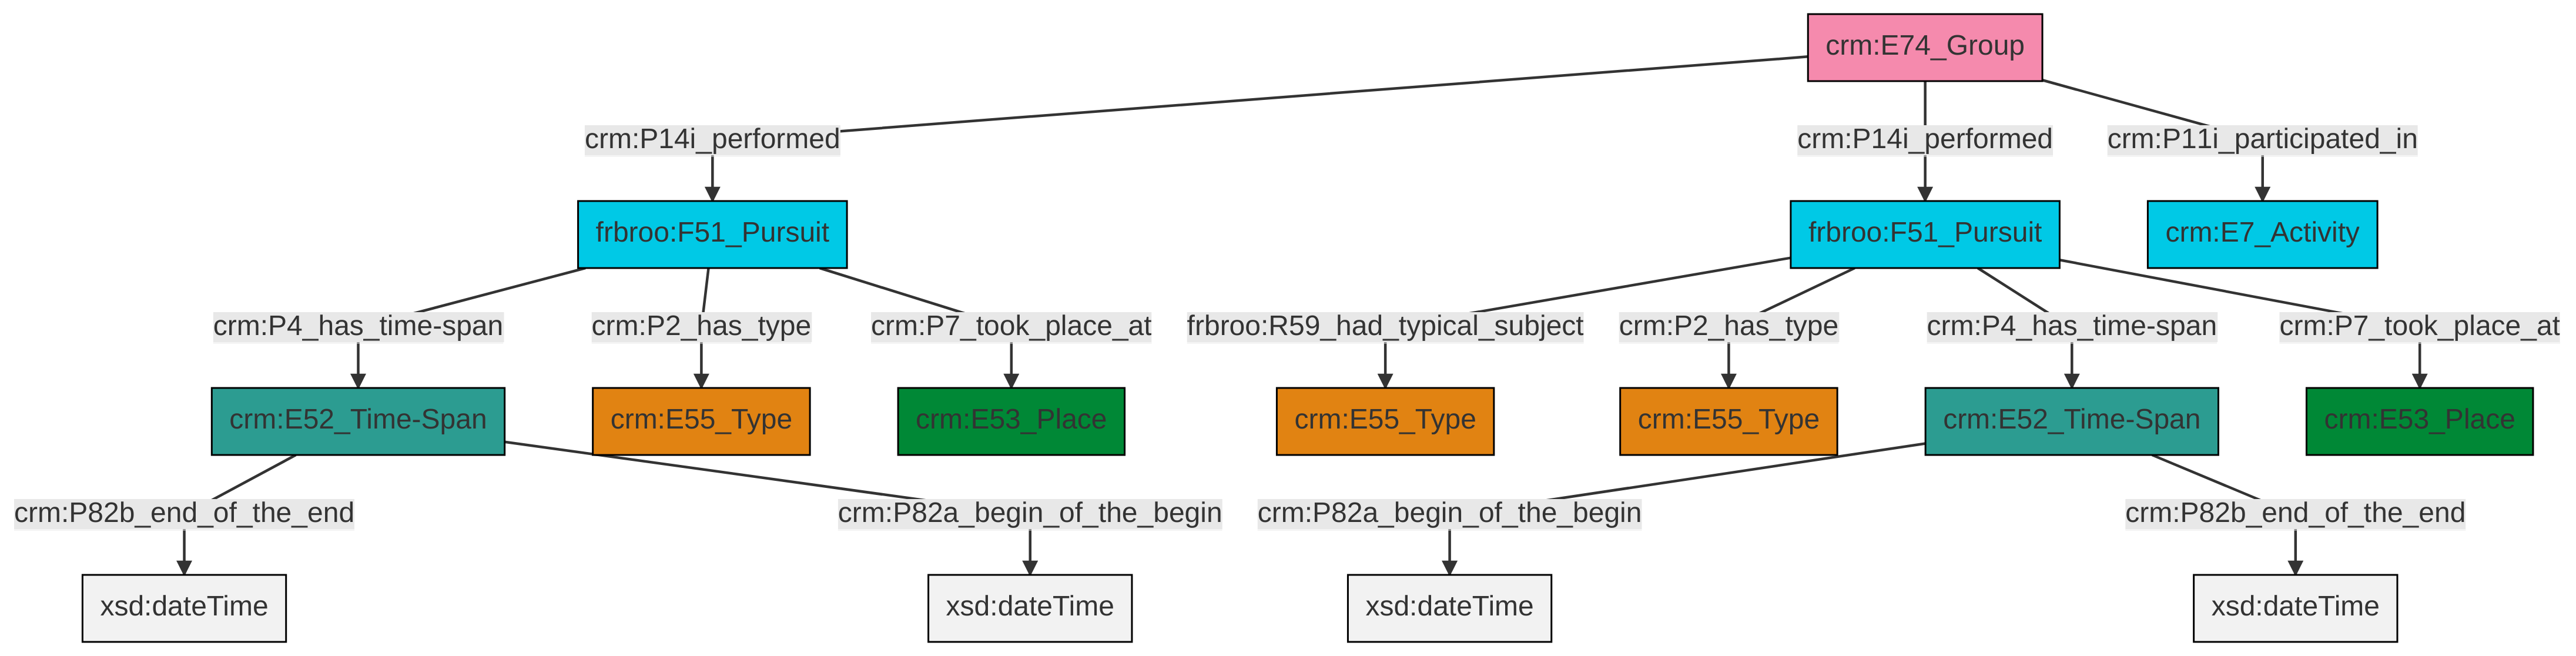 crm:E74_Group
crm:P14i_performed
crm:P14i_performed
crm:P11i_participated_in
frbroo:F51_Pursuit
frbroo:F51_Pursuit
crm:E7_Activity
crm:P4_has_time-span
crm:P2_has_type
crm:P7_took_place_at
frbroo:R59_had_typical_subject
crm:P2_has_type
crm:P4_has_time-span
crm:P7_took_place_at
crm:E52_Time-Span
crm:E55_Type
crm:E53_Place
crm:E55_Type
crm:E55_Type
crm:E52_Time-Span
crm:E53_Place
crm:P82b_end_of_the_end
crm:P82a_begin_of_the_begin
crm:P82a_begin_of_the_begin
crm:P82b_end_of_the_end
xsd:dateTime
xsd:dateTime
xsd:dateTime
xsd:dateTime